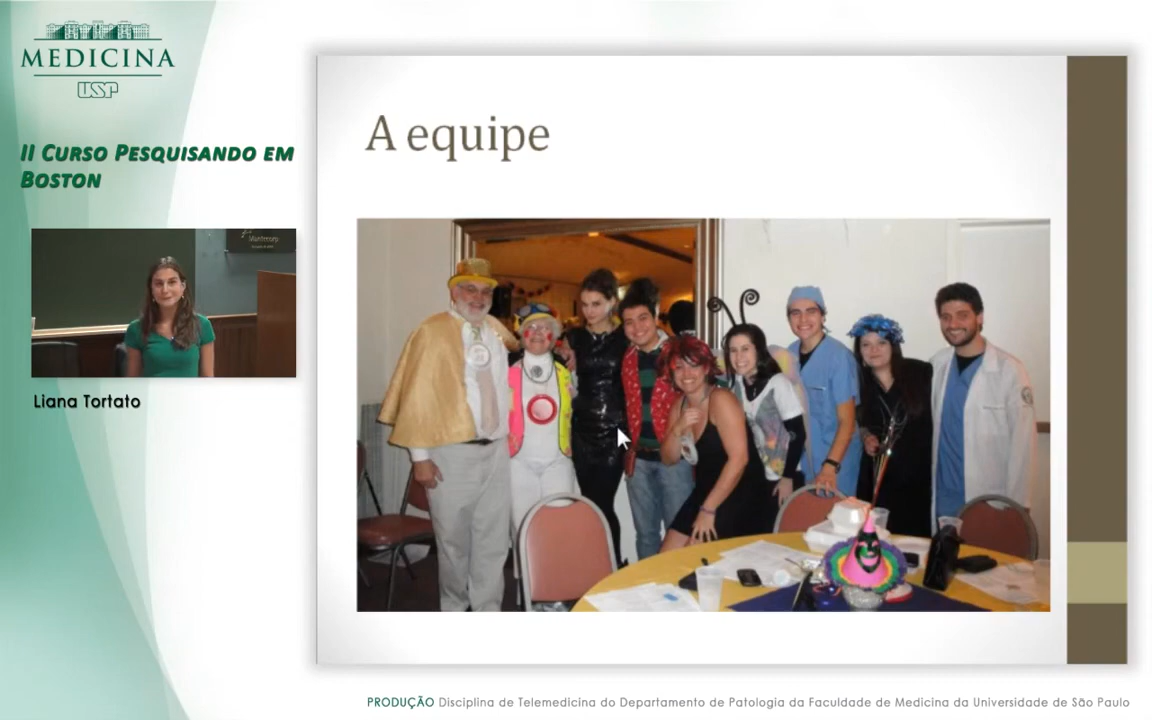 MEDICINA
USP
II CURSO PESQUISANDO EM
BOSTON
Mantecorp
Liana Tortato
A equipe
PRODUÇÃO Disciplina de Telemedicina do Departamento de Patologia da Faculdade de Medicina da Universidade de São Paulo